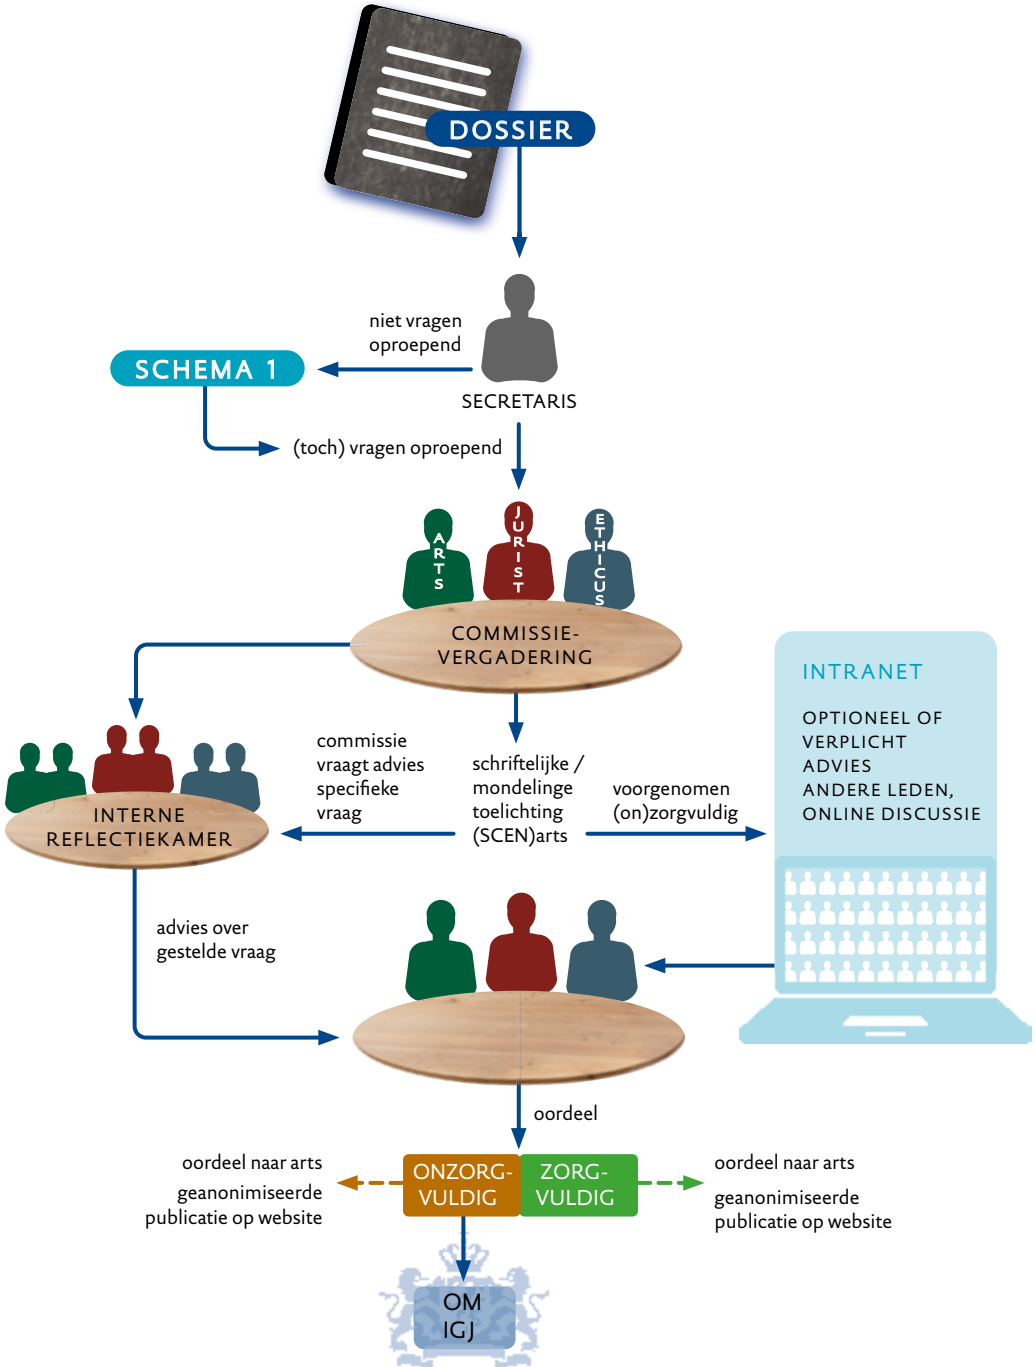 DOSSIER
niet vragen
oproepend
SCHEMA 1
SECRETARIS
(toch) vragen oproepend
ARTS
JURIST
ETHICUS
COMMISSIE-
VERGADERING
INTRANET
OPTIONEEL OF
VERPLICHT
ADVIES
ANDERE LEDEN,
ONLINE DISCUSSIE
commissie
vraagt advies
specifieke
vraag
schriftelijke /
mondelinge
toelichting
(SCEN)arts
voorgenomen
(on)zorgvuldig
INTERNE
REFLECTIEKAMER
advies over
gestelde vraag
oordeel
oordeel naar arts
geanonimiseerde
publicatie op website
ONZORG-
VULDIG
ZORG-
VULDIG
oordeel naar arts
geanonimiseerde
publicatie op website
OM
IGJ